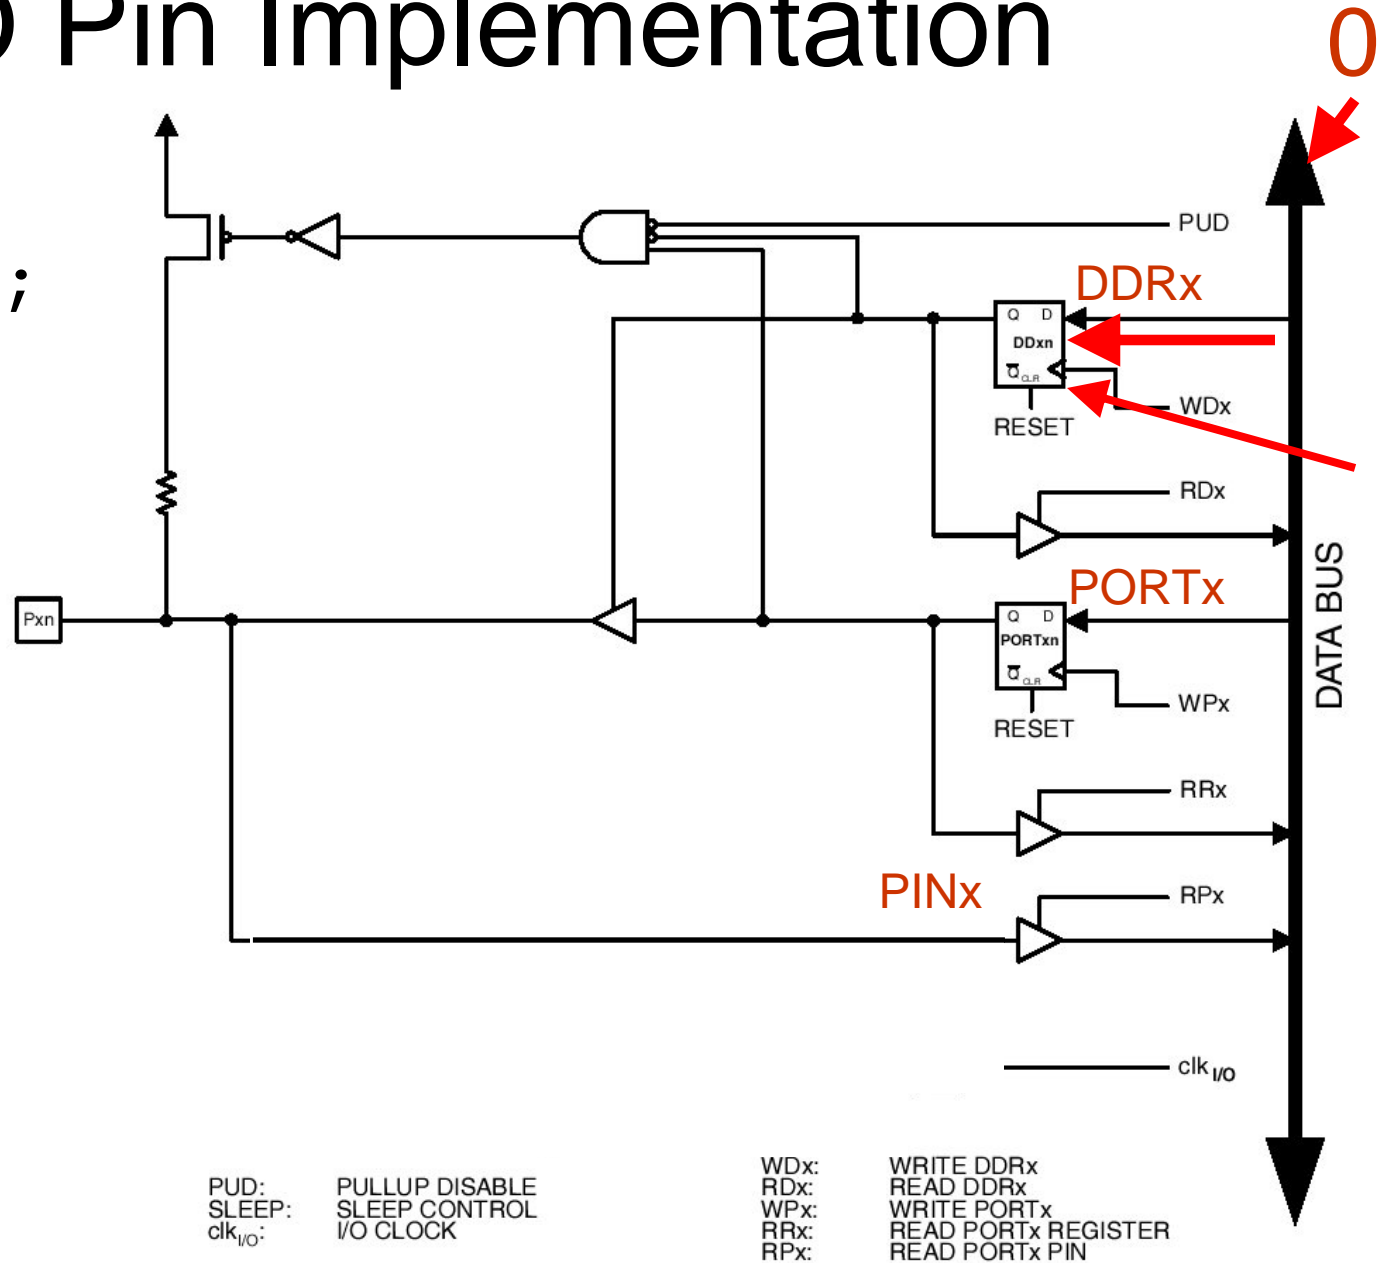 Pin Implementation
0
;
PUD
DDRx
Q D
DDxn
Q CLR
WDx
RESET
RDx
PORTx
Pxn
Q D
PORTxn
Q CLR
WPx
RESET
DATA BUS
RRx
PINx
RPx
clk I/O
PUD: PULLUP DISABLE
SLEEP: SLEEP CONTROL
clkI/O: I/O CLOCK
WDx: WRITE DDRx
RDx: READ DDRx
WPx: WRITE PORTx
RRx: READ PORTx REGISTER
RPx: READ PORTx PIN